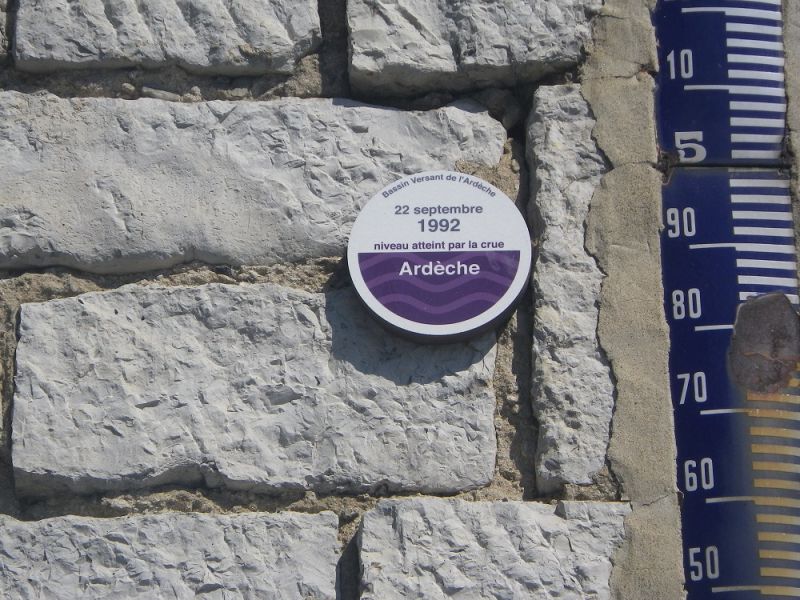 Bassin Versant de l'Ardèche
22 septembre
1992
niveau atteint par la crue
Ardèche
10
5
90
80
70
60
50